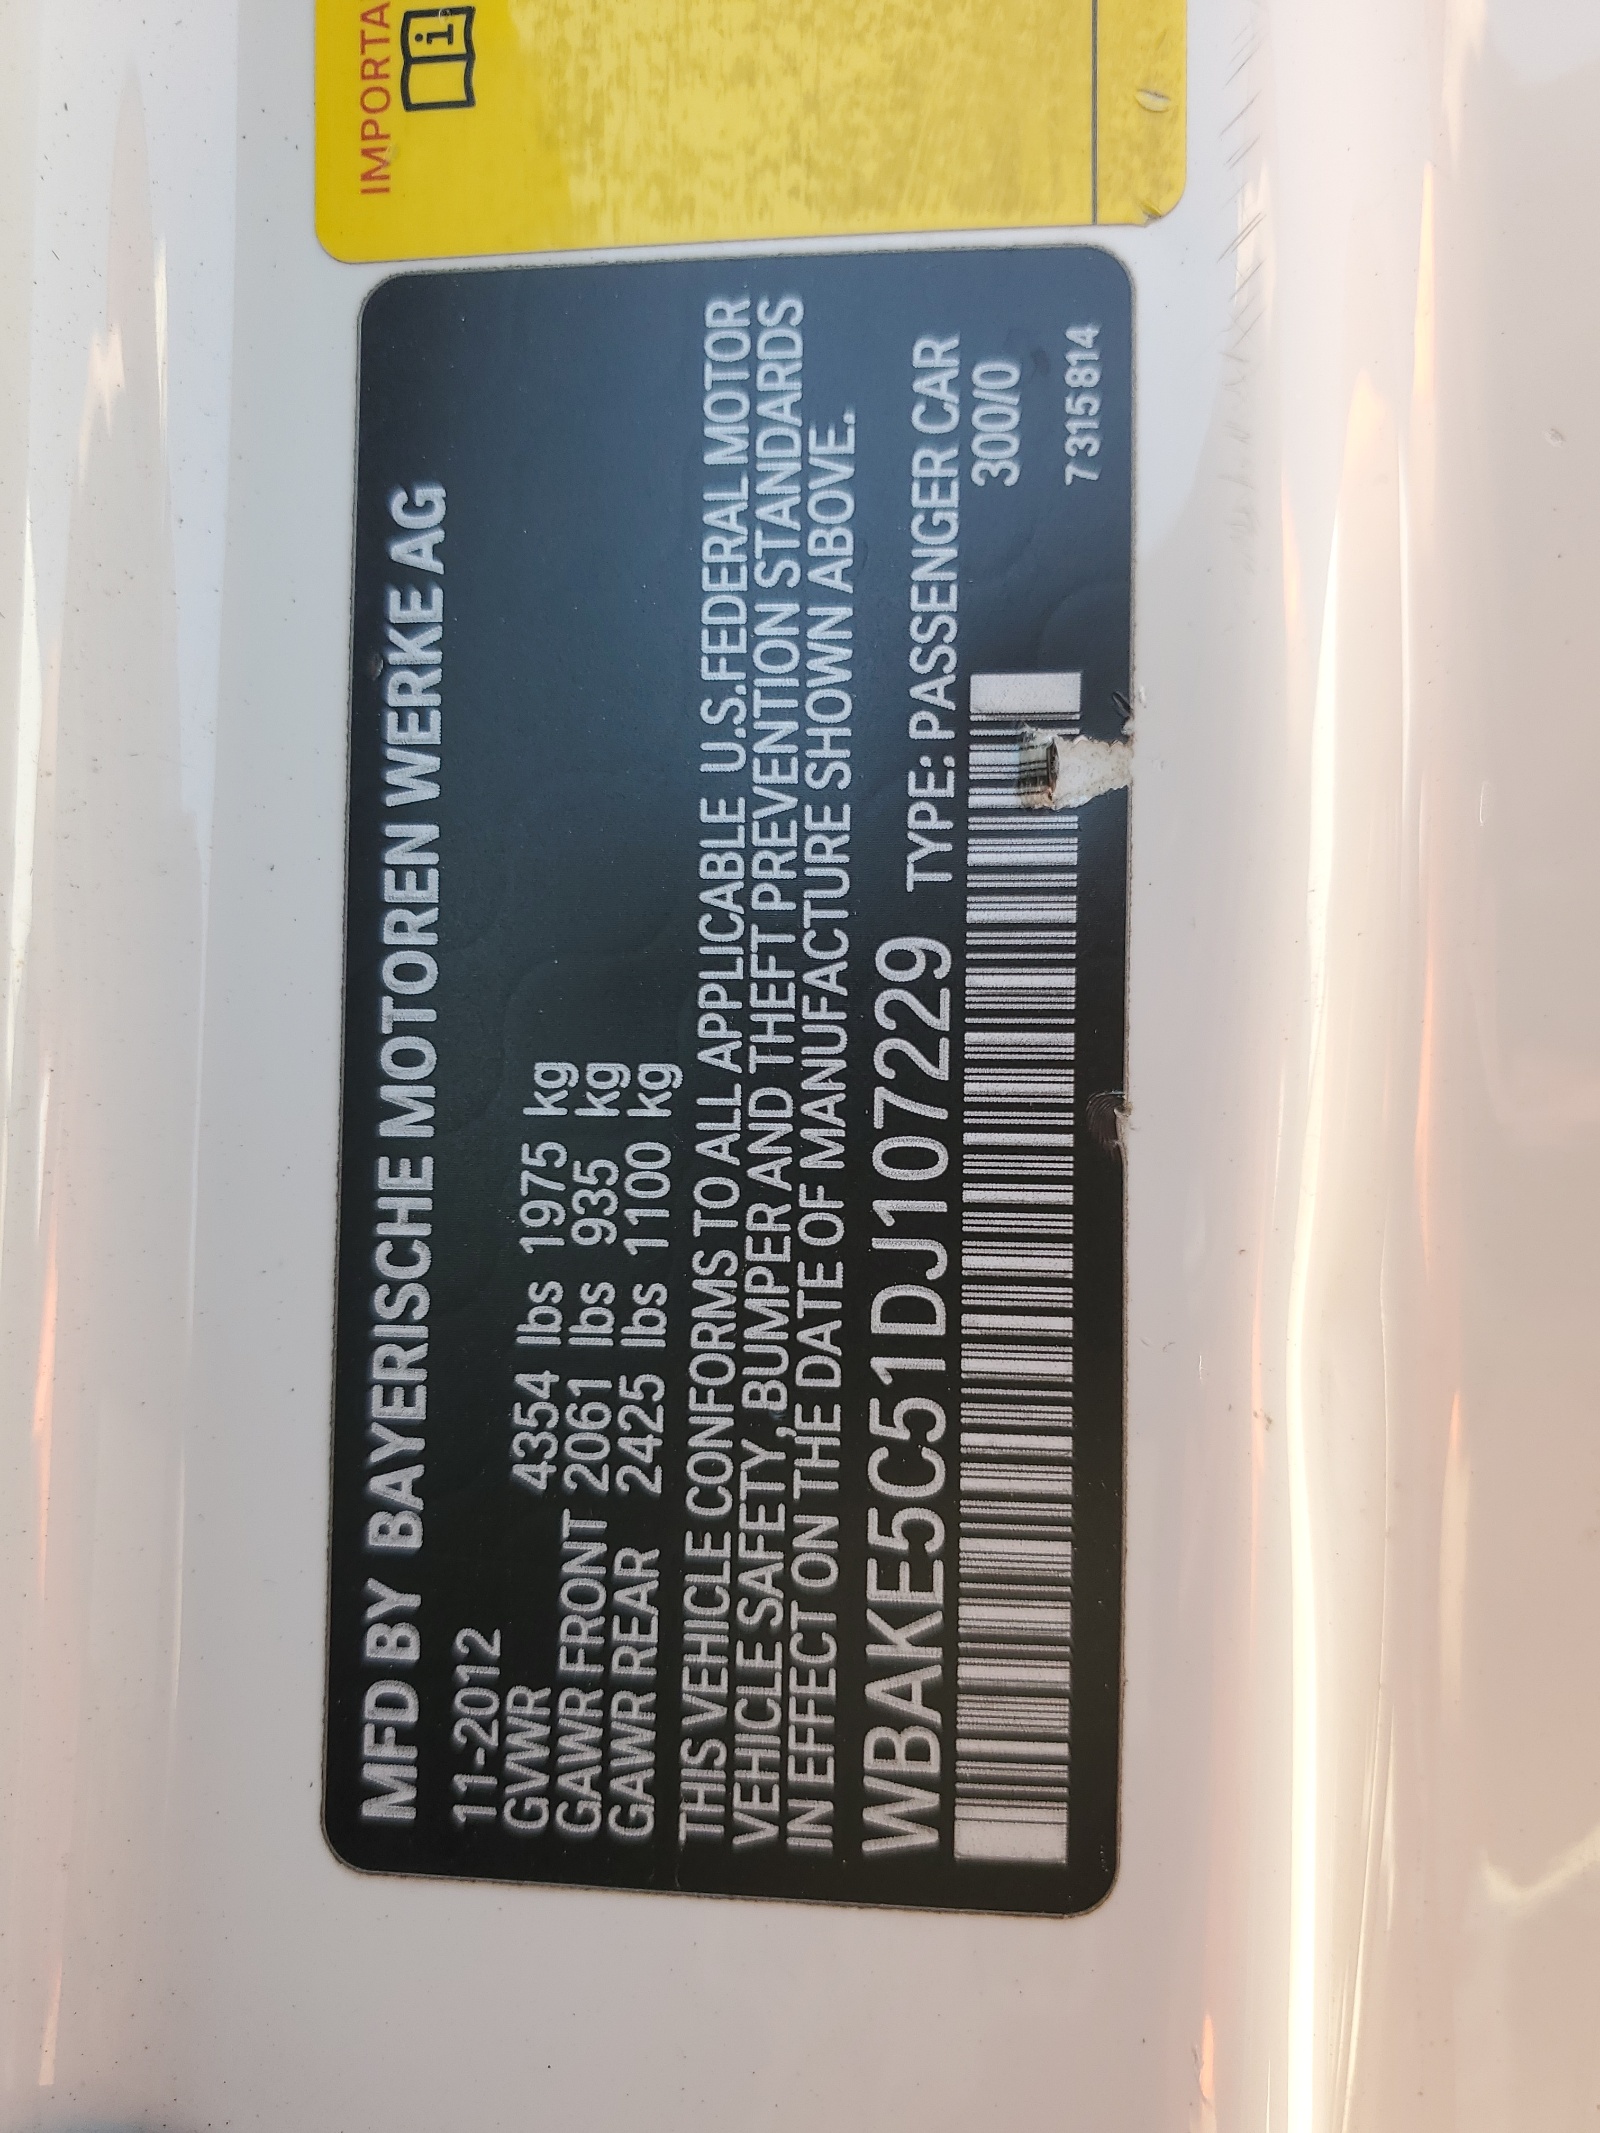 IMPORTA
i
MFD BY BAYERISCHE MOTOREN WERKE AG
11-2012
GVWR 4354 lbs 1975 kg
GAWR FRONT 2061 lbs 935 kg
GAWR REAR 2425 lbs 1100 kg
THIS VEHICLE CONFORMS TO ALL APPLICABLE U.S.FEDERAL MOTOR
VEHICLE SAFETY, BUMPER AND THEFT PREVENTION STANDARDS
IN EFFECT ON THE DATE OF MANUFACTURE SHOWN ABOVE.
WBAKE5C51DJ107229 TYPE: PASSENGER CAR
300/0
7315814